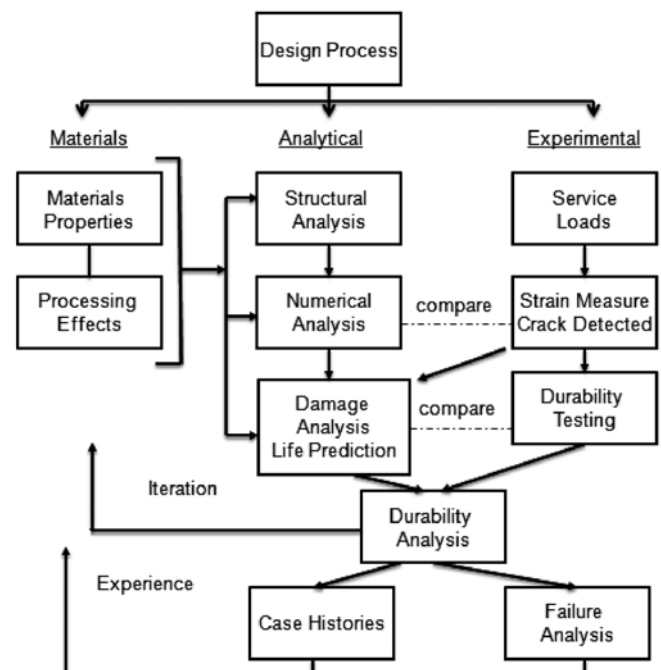 Design Process
Materials
Analytical
Experimental
Materials
Properties
Structural
Analysis
Service
Loads
Processing
Effects
Numerical
Analysis
compare
Strain Measure
Crack Detected
Damage
Analysis
Life Prediction
compare
Durability
Testing
Iteration
Durability
Analysis
Experience
Case Histories
Failure
Analysis